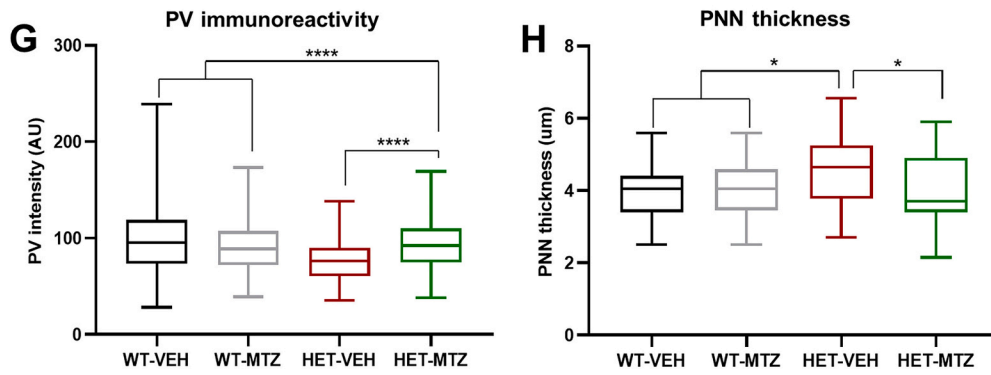 G
PV immunoreactivity
PV intensity (AU)
300
200
100
0
****
****
WT-VEH
WT-MTZ
HET-VEH
HET-MTZ
H
PNN thickness
PNN thickness (um)
8
6
4
2
0
*
*
WT-VEH
WT-MTZ
HET-VEH
HET-MTZ